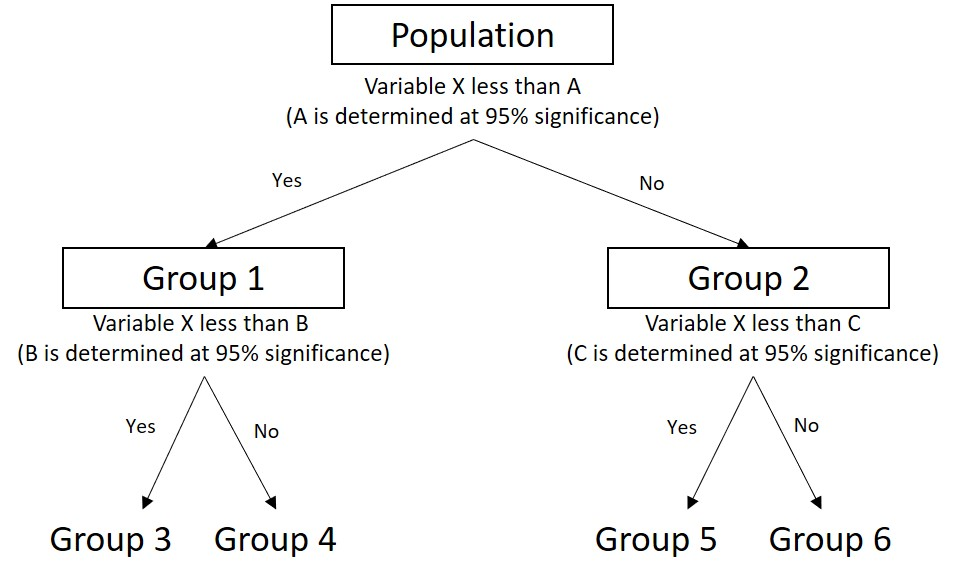 Population
Variable X less than A
(A is determined at 95% significance)
Yes
No
Group 1
Group 2
Variable X less than B
(B is determined at 95% significance)
Variable X less than C
(C is determined at 95% significance)
Yes
No
Yes
No
Group 3
Group 4
Group 5
Group 6